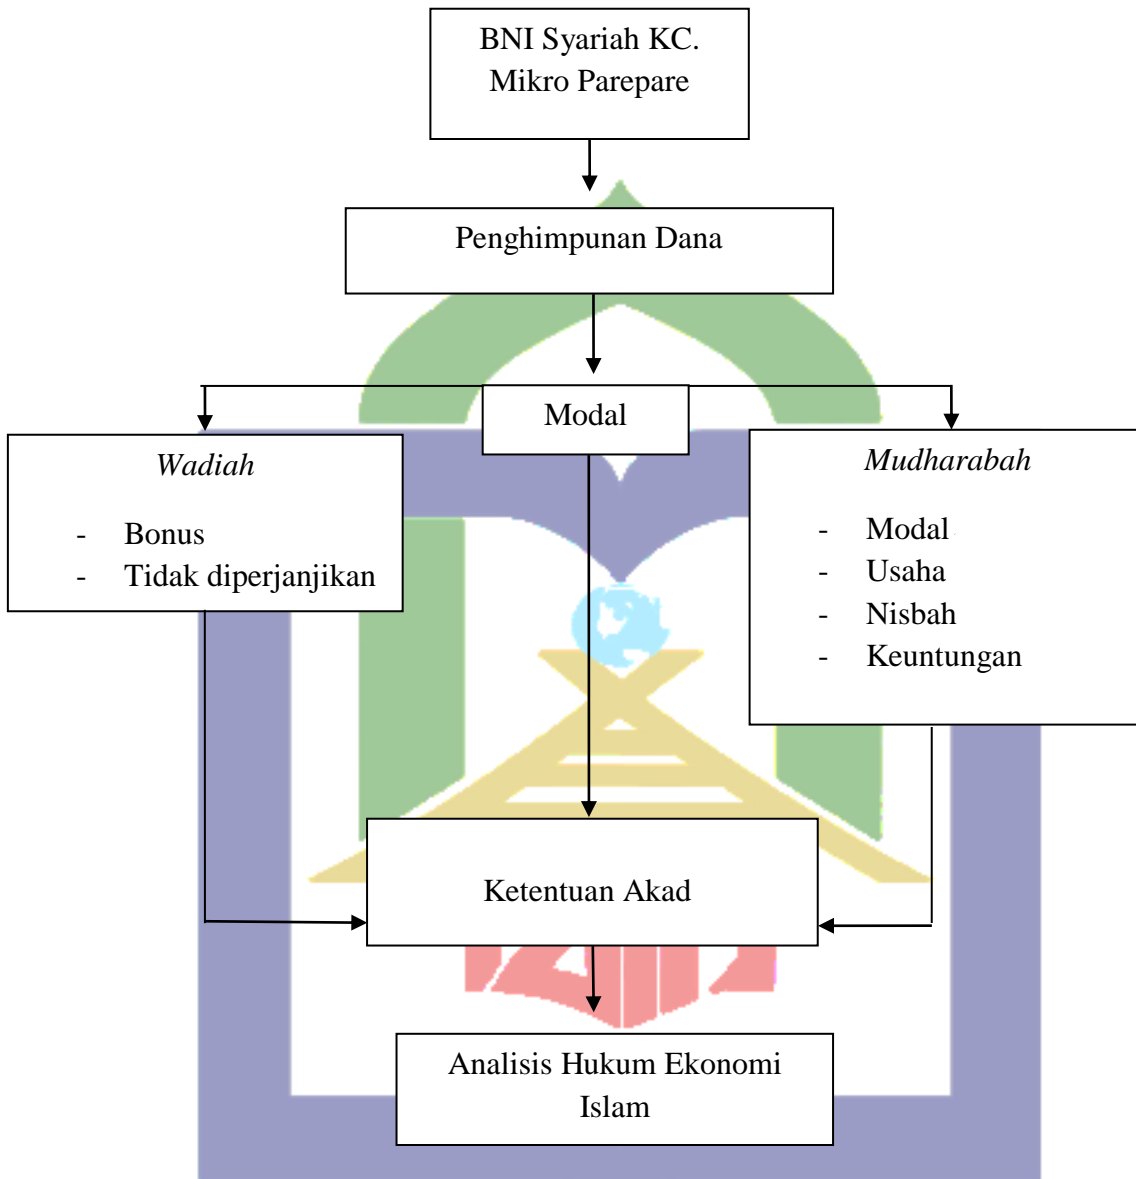 BNI Syariah KC.
Mikro Parepare
Penghimpunan Dana
Modal
Wadiah
- Bonus
- Tidak diperjanjikan
Mudharabah
- Modal
- Usaha
- Nisbah
- Keuntungan
Ketentuan Akad
Analisis Hukum Ekonomi
Islam